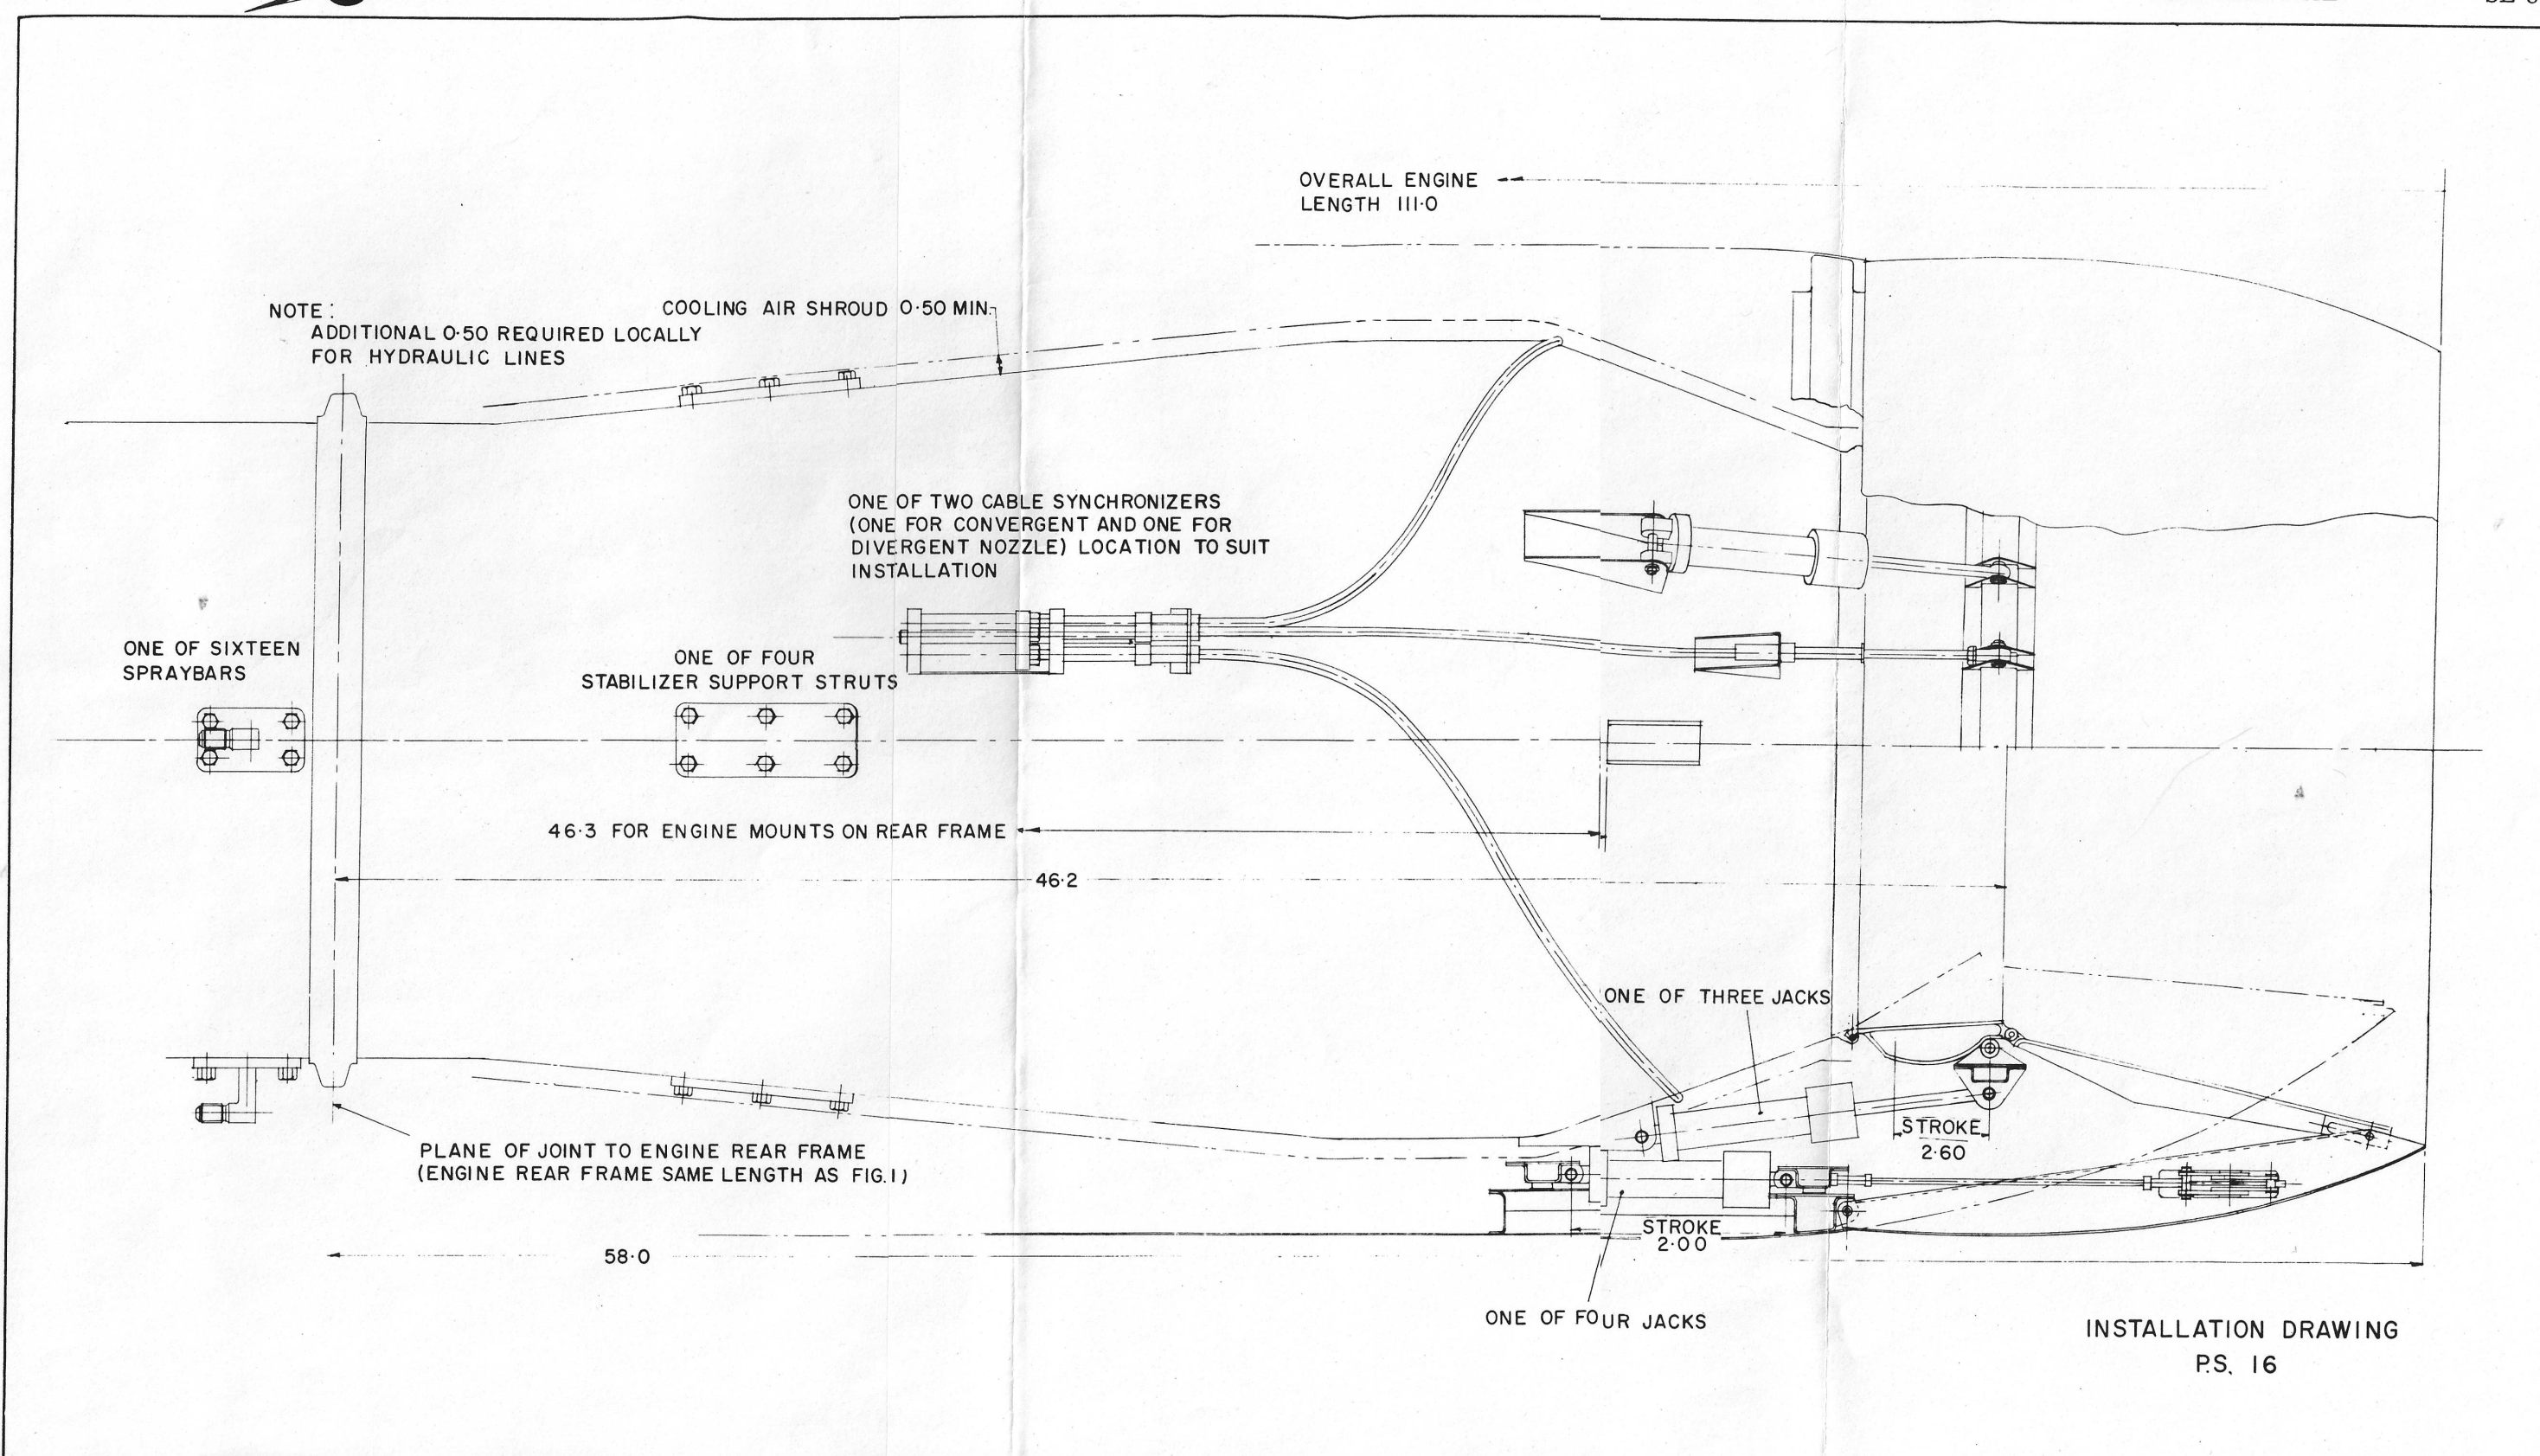 OVERALL ENGINE
LENGTH 111·0
NOTE:
ADDITIONAL 0·50 REQUIRED LOCALLY
FOR HYDRAULIC LINES
COOLING AIR SHROUD 0·50 MIN.
ONE OF TWO CABLE SYNCHRONIZERS
(ONE FOR CONVERGENT AND ONE FOR
DIVERGENT NOZZLE) LOCATION TO SUIT
INSTALLATION
ONE OF SIXTEEN
SPRAYBARS
ONE OF FOUR
STABILIZER SUPPORT STRUTS
46·3 FOR ENGINE MOUNTS ON REAR FRAME
46·2
ONE OF THREE JACKS
STROKE
2·60
PLANE OF JOINT TO ENGINE REAR FRAME
(ENGINE REAR FRAME SAME LENGTH AS FIG.1)
STROKE
2·00
58·0
ONE OF FOUR JACKS
INSTALLATION DRAWING
P.S. 16